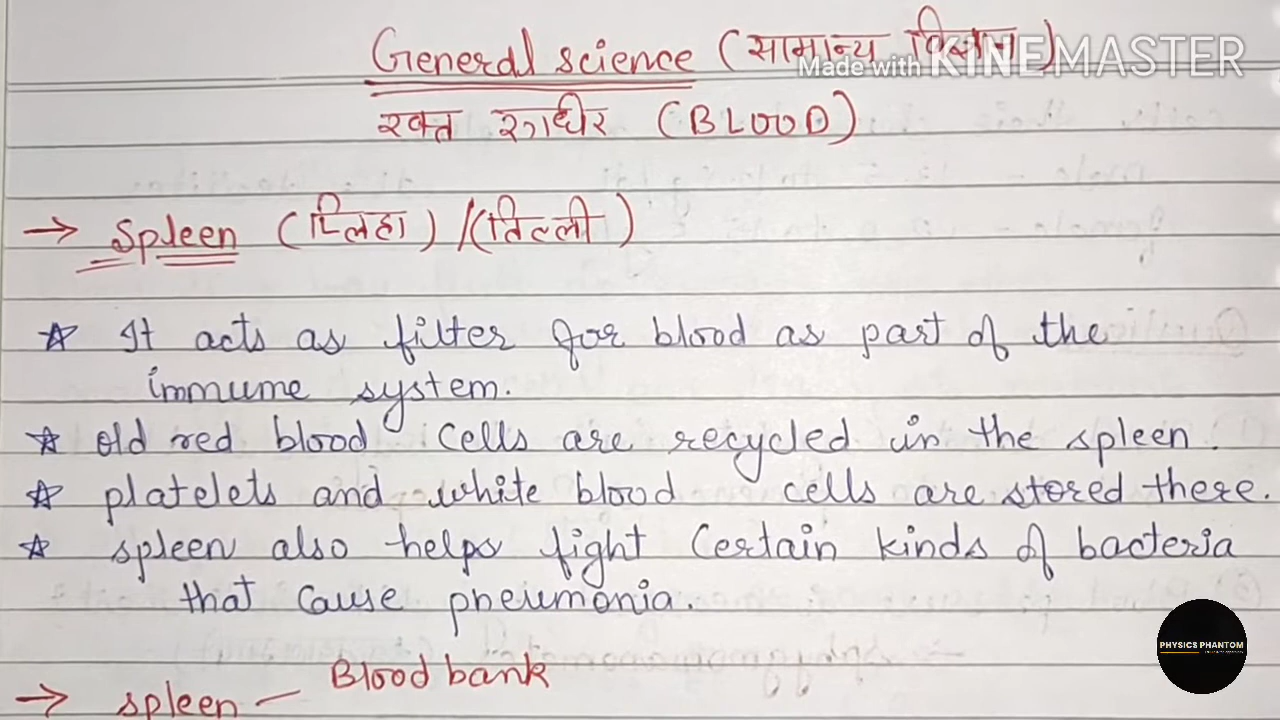 General science (सामान्य विज्ञान)
Made with KINEMASTER
रक्त रुधीर (BLOOD)
→ Spleen (प्लिहा) / (तिल्ली)
☆ It acts as filter for blood as part of the
immume system.
☆ old red blood cells are recycled in the spleen.
☆ platelets and white blood cells are stored there.
☆ spleen also helps fight Certain kinds of bacteria
that cause pneumonia.
PHYSICS PHANTOM
Blood bank
→ spleen —